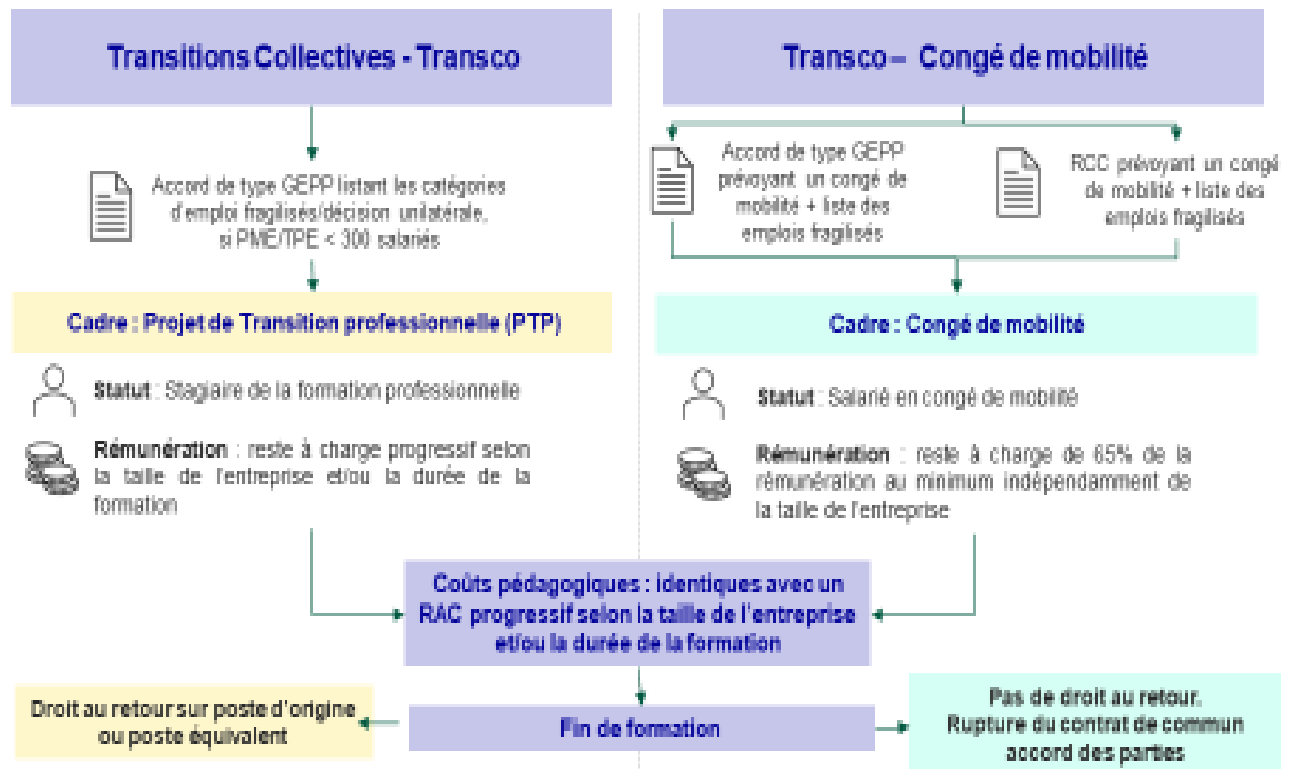 Transitions Collectives - Transco
Accord de type GEPP listant les catégories
d'emploi fragilisés/décision unilatérale,
si PME/TPE < 300 salariés
Cadre : Projet de Transition professionnelle (PTP)
Statut : Stagiaire de la formation professionnelle
Rémunération : reste à charge progressif selon
la taille de l'entreprise et/ou la durée de la
formation
Transco – Congé de mobilité
Accord de type GEPP
prévoyant un congé de
mobilité + liste des
emplois fragilisés
RCC prévoyant un congé
de mobilité + liste des
emplois fragilisés
Cadre : Congé de mobilité
Statut : Salarié en congé de mobilité
Rémunération : reste à charge de 65% de la
rémunération au minimum indépendamment de
la taille de l'entreprise
Coûts pédagogiques : identiques avec un
RAC progressif selon la taille de l'entreprise
et/ou la durée de la formation
Droit au retour sur poste d'origine
ou poste équivalent
Fin de formation
Pas de droit au retour.
Rupture du contrat de commun
accord des parties